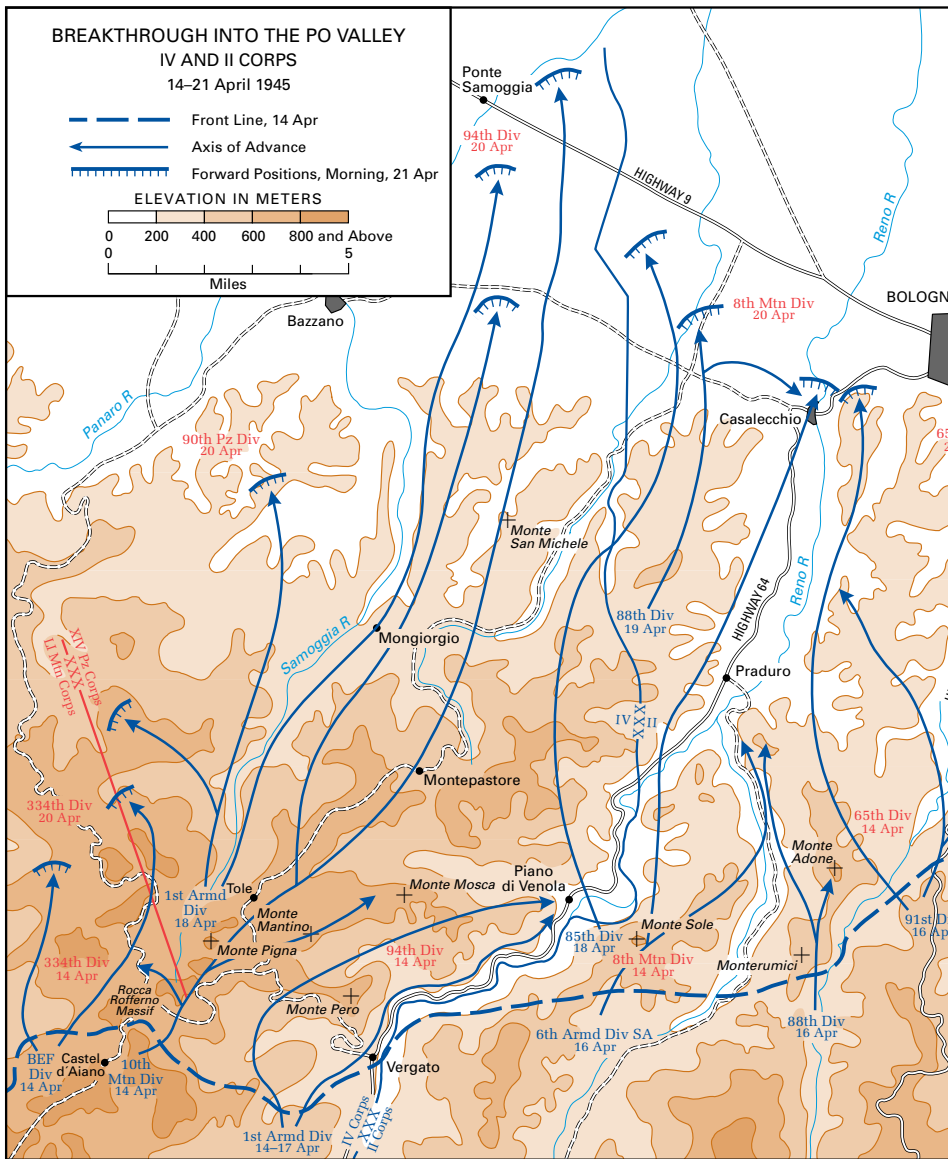 BREAKTHROUGH INTO THE PO VALLEY
IV AND II CORPS
14–21 April 1945
Front Line, 14 Apr
Axis of Advance
Forward Positions, Morning, 21 Apr
ELEVATION IN METERS
0 200 400 600 800 and Above
0 5
Miles
Ponte
Samoggia
94th Div
20 Apr
HIGHWAY 9
Reno R
BOLOGN
8th Mtn Div
20 Apr
Bazzano
Panaro R
Casalecchio
90th Pz Div
20 Apr
65
2
Monte
San Michele
88th Div
19 Apr
HIGHWAY 64
Reno R
Samoggia R
Mongiorgio
XIV Pz Corps
XXX
LI Mtn Corps
Praduro
IV XXX II
Montepastore
334th Div
20 Apr
65th Div
14 Apr
Monte
Adone
1st Armd
Div
18 Apr
Tole
Monte
Mantino
Monte Mosca
Piano
di Venola
91st D
16 Apr
Monte Pigna
94th Div
14 Apr
85th Div
18 Apr
Monte Sole
8th Mtn Div
14 Apr
Monterumici
334th Div
14 Apr
Rocca
Rofferno
Massif
Monte Pero
6th Armd Div SA
16 Apr
88th Div
16 Apr
BEF
Div
14 Apr
Castel
d'Aiano
10th
Mtn Div
14 Apr
Vergato
1st Armd Div
14–17 Apr
IV Corps
XXX
II Corps